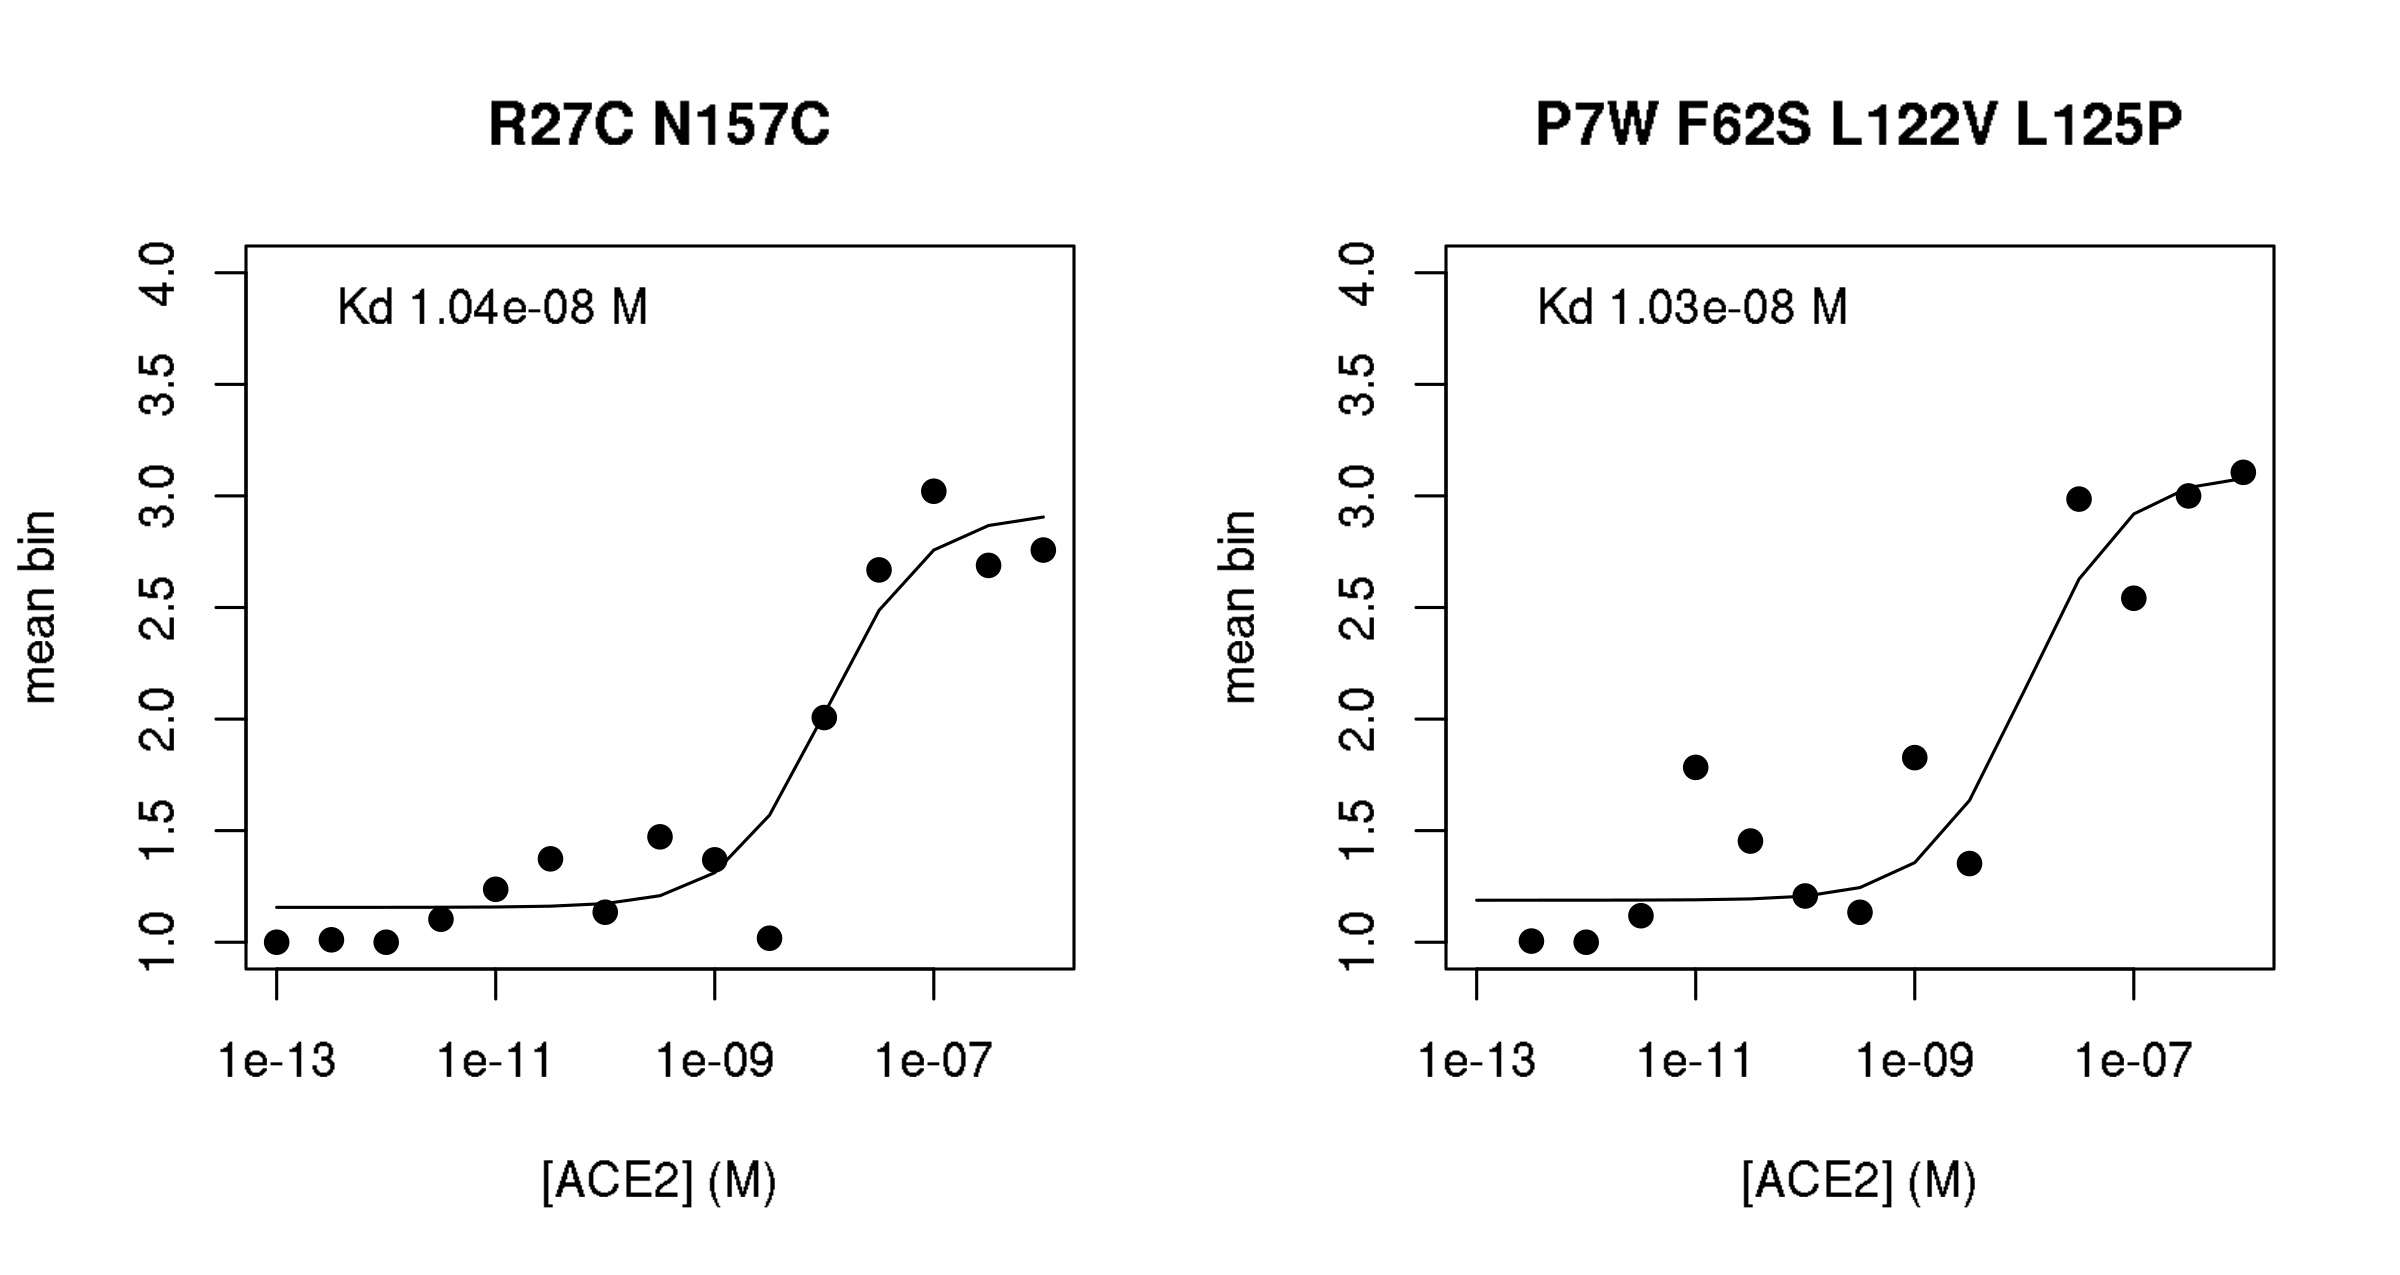 R27C N157C
Kd 1.04e-08 M
4.0
3.5
3.0
2.5
2.0
1.5
1.0
mean bin
1e-13 1e-11 1e-09 1e-07
[ACE2] (M)
P7W F62S L122V L125P
Kd 1.03e-08 M
4.0
3.5
3.0
2.5
2.0
1.5
1.0
mean bin
1e-13 1e-11 1e-09 1e-07
[ACE2] (M)